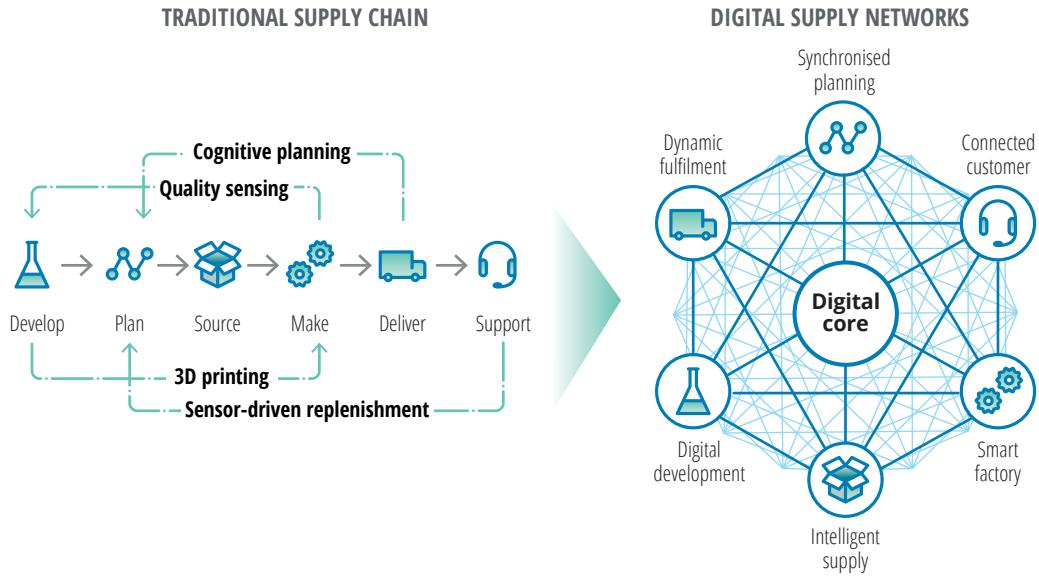 TRADITIONAL SUPPLY CHAIN
Cognitive planning
Quality sensing
Develop
Plan
Source
Make
Deliver
Support
3D printing
Sensor-driven replenishment
DIGITAL SUPPLY NETWORKS
Synchronised
planning
Dynamic
fulfilment
Connected
customer
Digital
core
Digital
development
Smart
factory
Intelligent
supply